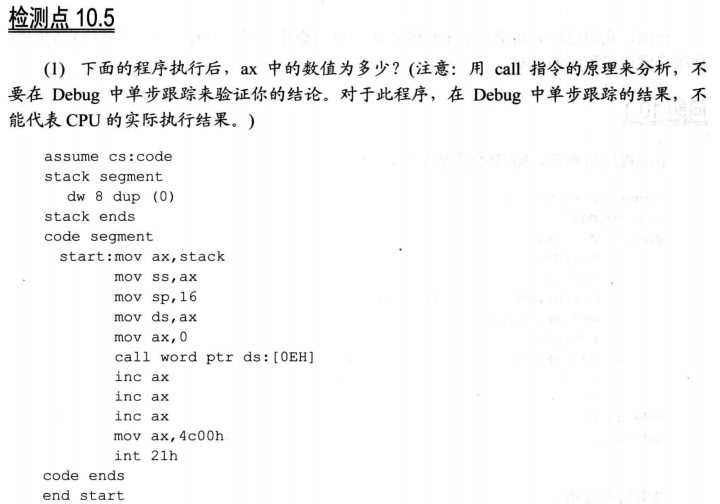 检测点 10.5
(1) 下面的程序执行后，ax 中的数值为多少？(注意：用 call 指令的原理来分析，不
要在 Debug 中单步跟踪来验证你的结论。对于此程序，在 Debug 中单步跟踪的结果，不
能代表 CPU 的实际执行结果。)
assume cs:code
stack segment
dw 8 dup (0)
stack ends
code segment
start:mov ax,stack
mov ss,ax
mov sp,16
mov ds,ax
mov ax,0
call word ptr ds:[0EH]
inc ax
inc ax
inc ax
mov ax,4c00h
int 21h
code ends
end start